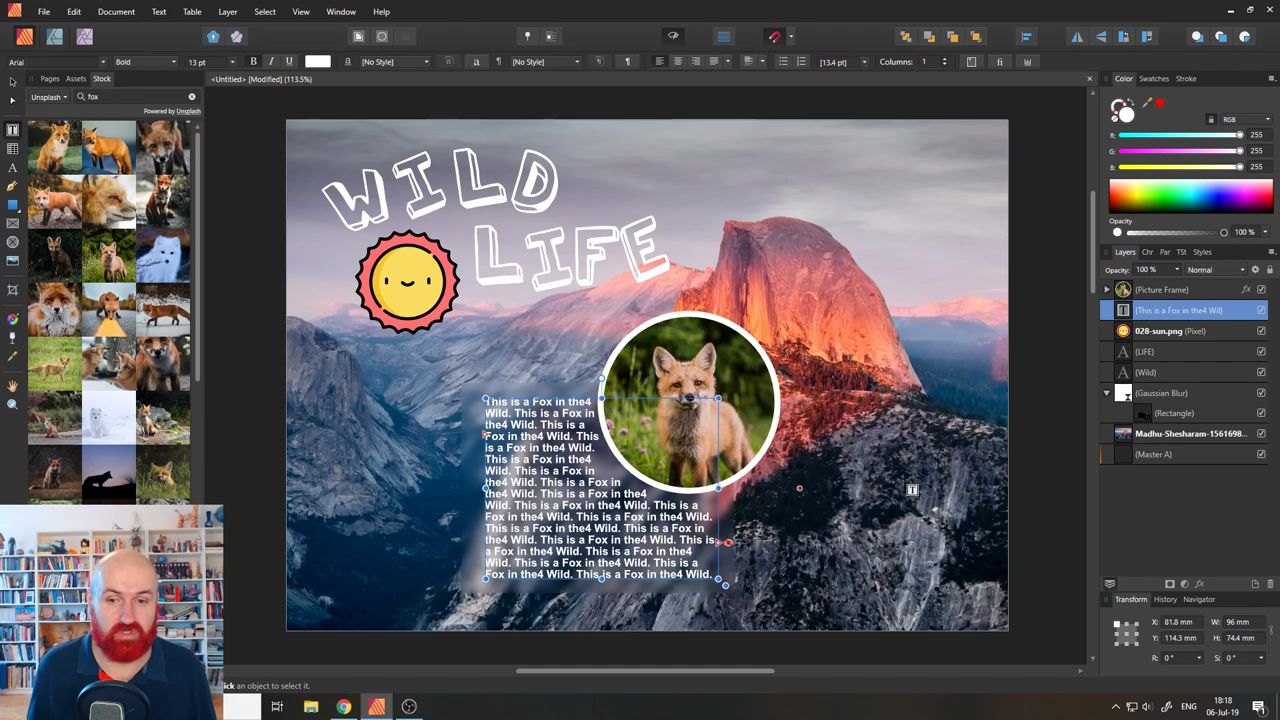 File Edit Document Text Table Layer Select View Window Help
Arial Bold 13 pt B I U a [No Style] a a ¶ [No Style] ¶ [13.4 pt] Columns: 1 fi
Pages Assets Stock
<Untitled> [Modified] (113.5%)
Color Swatches Stroke
Unsplash fox
Powered by Unsplash
RGB
R: 255
G: 255
B: 255
Opacity
100 %
Layers Chr Par TSt Styles
Opacity: 100 % Normal
(Picture Frame) fx
(This is a Fox in the4 Wil)
028-sun.png (Pixel)
(LIFE)
(Wild)
(Gaussian Blur)
(Rectangle)
Madhu-Shesharam-1561698...
(Master A)
WILD
LIFE
This is a Fox in the4
Wild. This is a Fox in
the4 Wild. This is a
Fox in the4 Wild. This
is a Fox in the4 Wild.
This is a Fox in the4
Wild. This is a Fox in
the4 Wild. This is a Fox in
the4 Wild. This is a Fox in the4
Wild. This is a Fox in the4 Wild. This is a
Fox in the4 Wild. This is a Fox in the4 Wild.
This is a Fox in the4 Wild. This is a Fox in
the4 Wild. This is a Fox in the4 Wild. This is
a Fox in the4 Wild. This is a Fox in the4
Wild. This is a Fox in the4 Wild. This is a
Fox in the4 Wild. This is a Fox in the4 Wild.
fx
Transform History Navigator
X: 81.8 mm W: 96 mm
Y: 114.3 mm H: 74.4 mm
R: 0 ° S: 0 °
ick an object to select it.
18:18
06-Jul-19